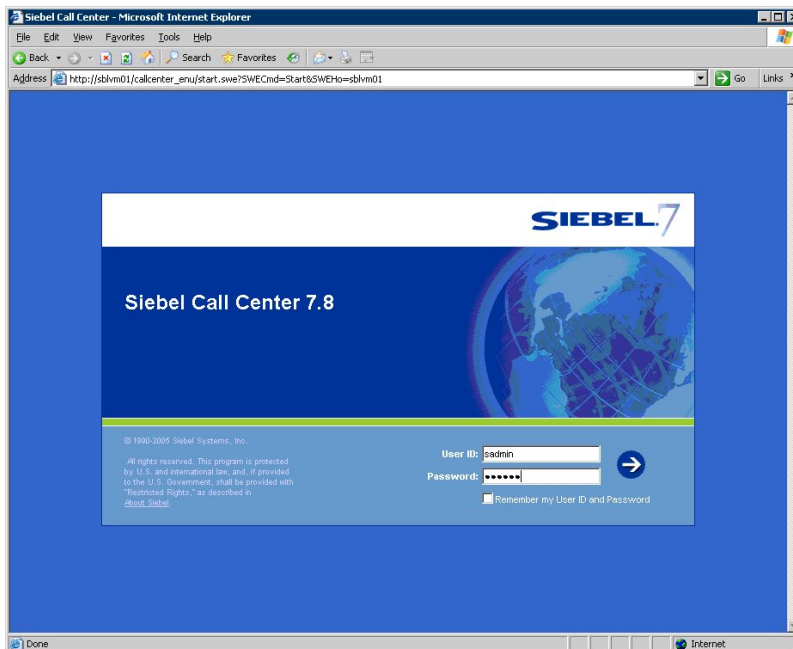 Siebel Call Center - Microsoft Internet Explorer
File Edit View Favorites Tools Help
Back Search Favorites
Address http://sblvm01/callcenter_enu/start.swe?SWECmd=Start&SWEHo=sblvm01 Go Links
SIEBEL.7
Siebel Call Center 7.8
© 1990-2005 Siebel Systems, Inc.
All rights reserved. This program is protected
by U.S. and international law, and, if provided
to the U.S. Government, shall be provided with
"Restricted Rights," as described in
About Siebel.
User ID: sadmin
Password: ••••••
Remember my User ID and Password
Done Internet